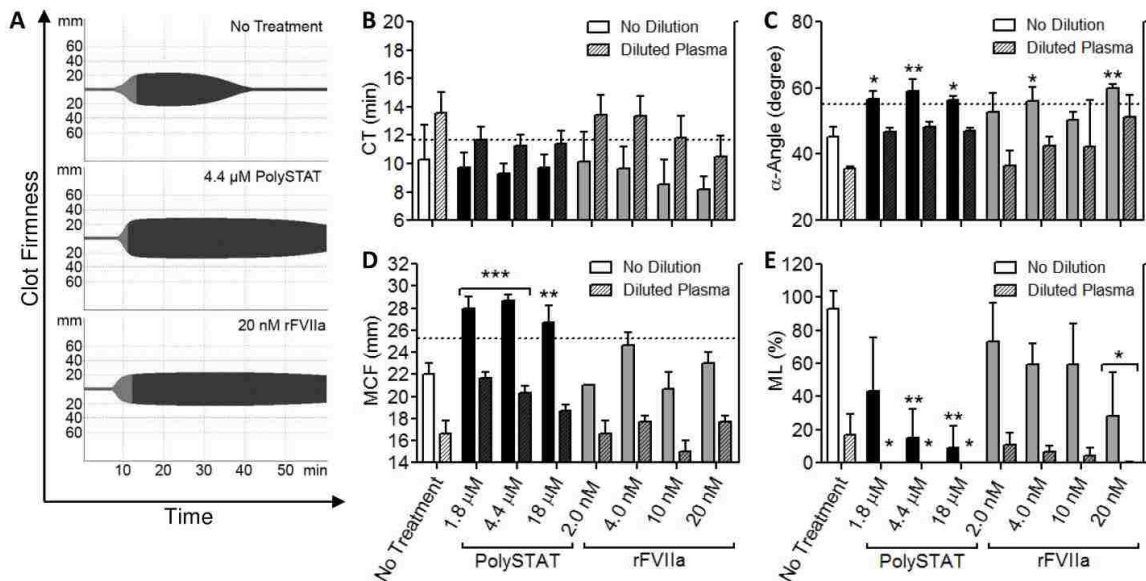 A
mm
No Treatment
60
40
20
20
40
60
mm
4.4 µM PolySTAT
60
40
20
20
40
60
mm
20 nM rFVIIa
60
40
20
20
40
60
10 20 30 40 50 min
Clot Firmness
Time
B
No Dilution
Diluted Plasma
CT (min)
20
18
16
14
12
10
8
6
C
No Dilution
Diluted Plasma
α-Angle (degree)
80
60
40
20
* ** * * **
D
No Dilution
Diluted Plasma
MCF (mm)
32
30
28
26
24
22
20
18
16
14
*** **
No Treatment
1.8 µM
4.4 µM
18 µM
2.0 nM
4.0 nM
10 nM
20 nM
PolySTAT rFVIIa
E
No Dilution
Diluted Plasma
ML (%)
120
100
80
60
40
20
0
* ** * ** * *
No Treatment
1.8 µM
4.4 µM
18 µM
2.0 nM
4.0 nM
10 nM
20 nM
PolySTAT rFVIIa